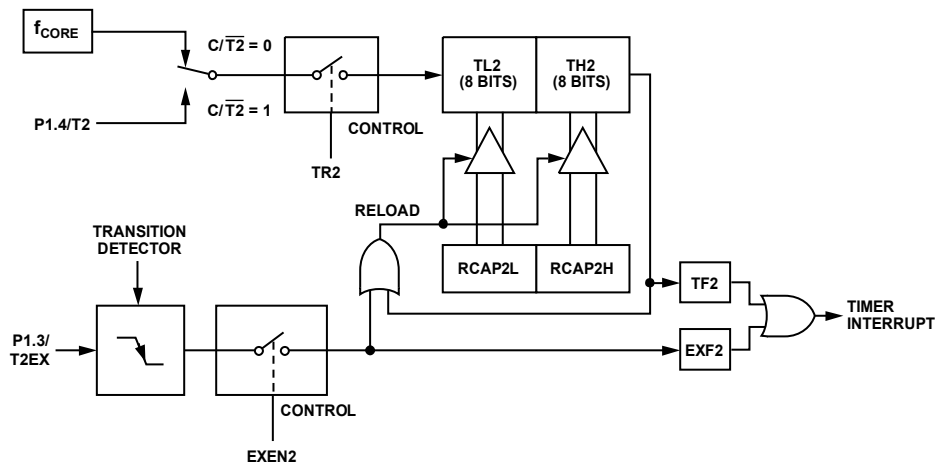 fCORE
C/T2̅ = 0
C/T2̅ = 1
P1.4/T2
CONTROL
TR2
TL2
(8 BITS)
TH2
(8 BITS)
RELOAD
RCAP2L
RCAP2H
TRANSITION
DETECTOR
P1.3/
T2EX
CONTROL
EXEN2
TF2
EXF2
TIMER
INTERRUPT